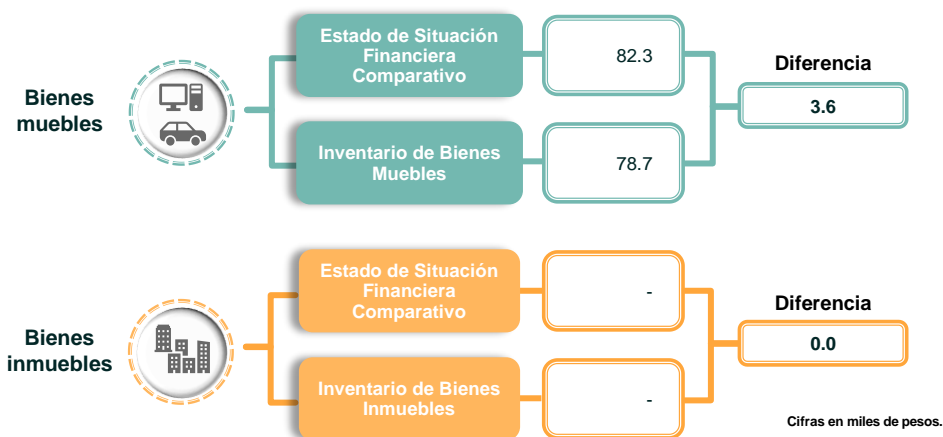 Bienes
muebles
Estado de Situación
Financiera
Comparativo
82.3
Inventario de Bienes
Muebles
78.7
Diferencia
3.6
Bienes
inmuebles
Estado de Situación
Financiera
Comparativo
-
Inventario de Bienes
Inmuebles
-
Diferencia
0.0
Cifras en miles de pesos.